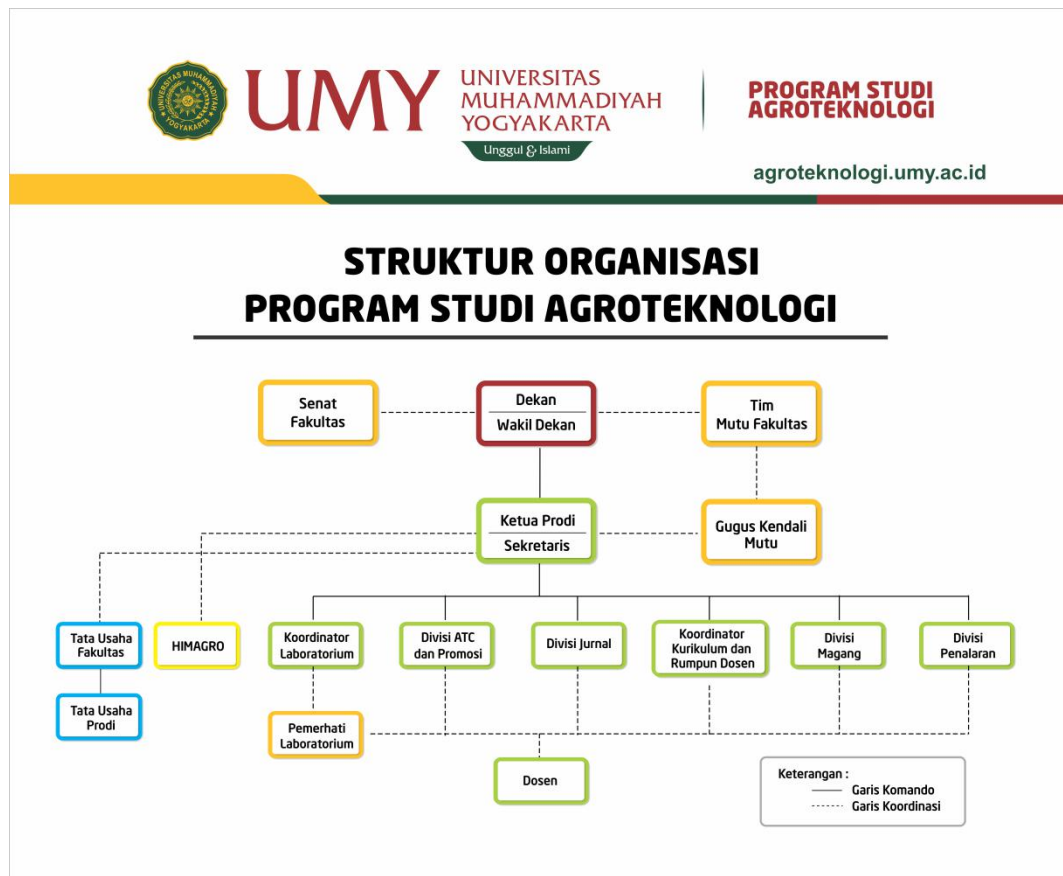 UNIVERSITAS MUHAMMADIYAH
YOGYAKARTA
UMY
UNIVERSITAS
MUHAMMADIYAH
YOGYAKARTA
Unggul & Islami
PROGRAM STUDI
AGROTEKNOLOGI
agroteknologi.umy.ac.id
STRUKTUR ORGANISASI
PROGRAM STUDI AGROTEKNOLOGI
Senat
Fakultas
Dekan
Wakil Dekan
Tim
Mutu Fakultas
Ketua Prodi
Sekretaris
Gugus Kendali
Mutu
Tata Usaha
Fakultas
HIMAGRO
Koordinator
Laboratorium
Divisi ATC
dan Promosi
Divisi Jurnal
Koordinator
Kurikulum dan
Rumpun Dosen
Divisi
Magang
Divisi
Penalaran
Tata Usaha
Prodi
Pemerhati
Laboratorium
Dosen
Keterangan :
Garis Komando
Garis Koordinasi